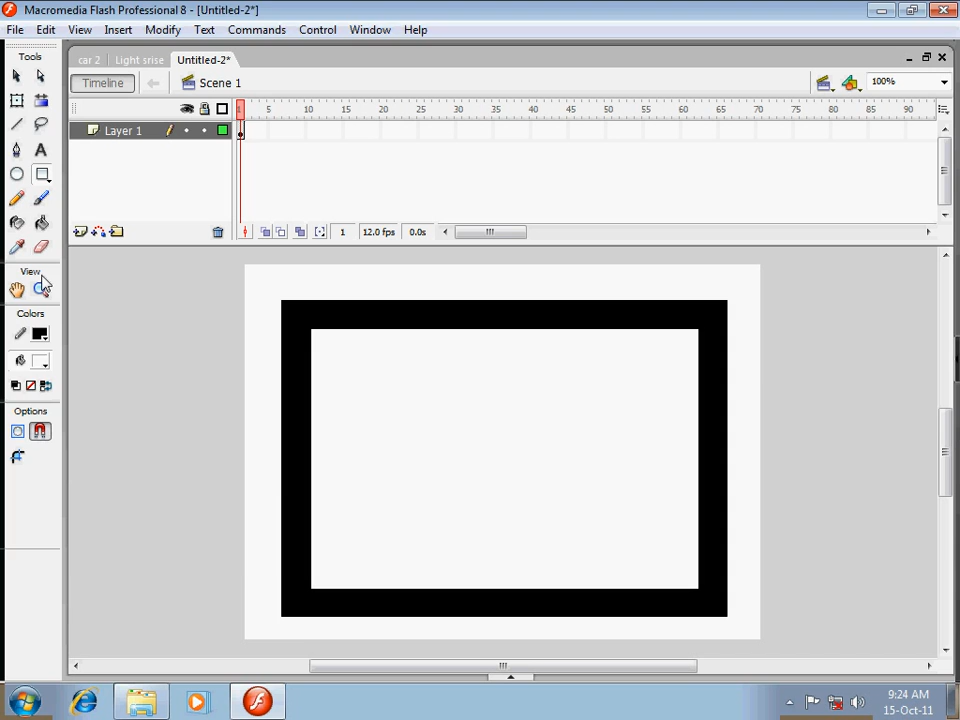 Macromedia Flash Professional 8 - [Untitled-2*]
File Edit View Insert Modify Text Commands Control Window Help
Tools
car 2 Light srise Untitled-2*
Timeline Scene 1 100%
1 5 10 15 20 25 30 35 40 45 50 55 60 65 70 75 80 85 90
Layer 1
1 12.0 fps 0.0s
View
Colors
Options
A
9:24 AM
15-Oct-11